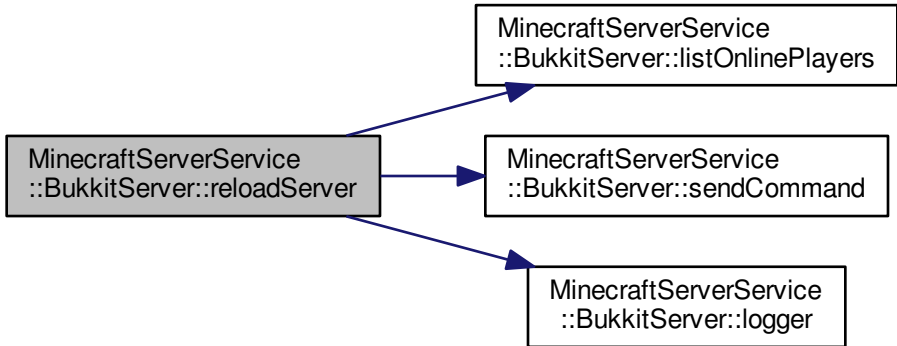 MinecraftServerService
::BukkitServer::listOnlinePlayers
MinecraftServerService
::BukkitServer::reloadServer
MinecraftServerService
::BukkitServer::sendCommand
MinecraftServerService
::BukkitServer::logger